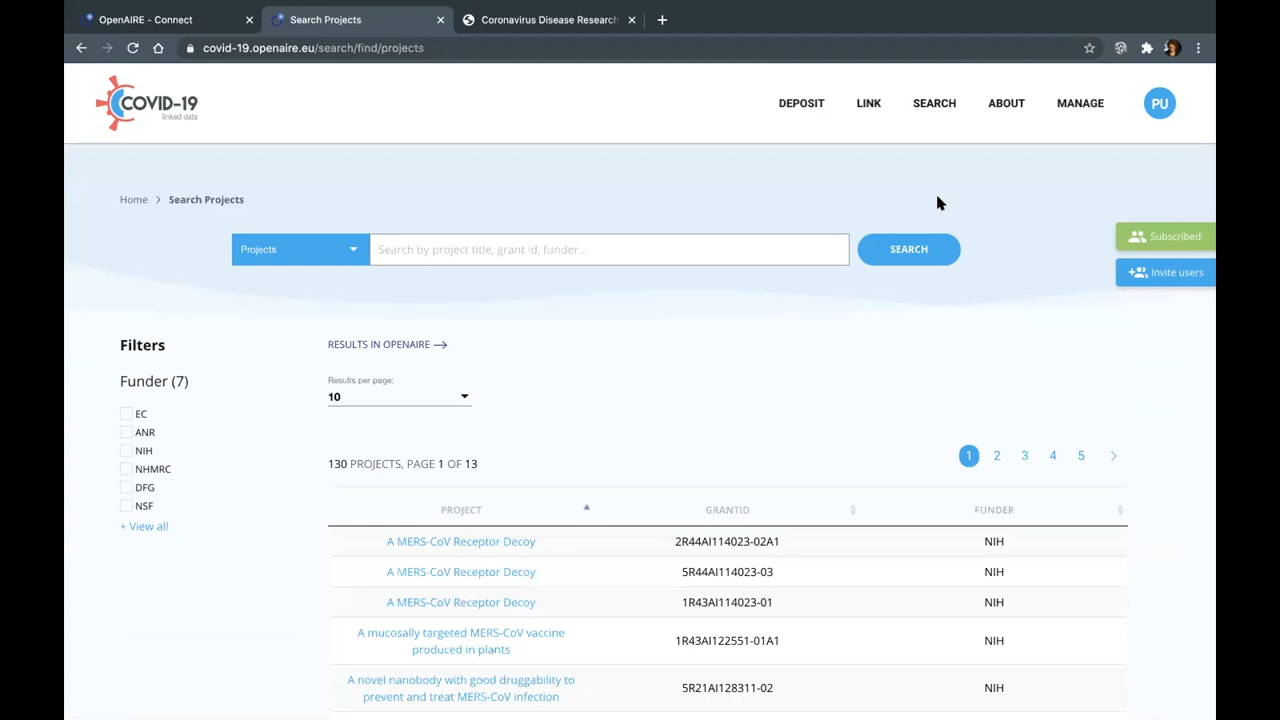 OpenAIRE - Connect
Search Projects
Coronavirus Disease Research
covid-19.openaire.eu/search/find/projects
COVID-19
linked data
DEPOSIT
LINK
SEARCH
ABOUT
MANAGE
PU
Home > Search Projects
Projects
Search by project title, grant id, funder...
SEARCH
Subscribed
Invite users
Filters
Funder (7)
EC
ANR
NIH
NHMRC
DFG
NSF
+ View all
RESULTS IN OPENAIRE
Results per page:
10
130 PROJECTS, PAGE 1 OF 13
1 2 3 4 5
PROJECT GRANTID FUNDER
A MERS-CoV Receptor Decoy 2R44AI114023-02A1 NIH
A MERS-CoV Receptor Decoy 5R44AI114023-03 NIH
A MERS-CoV Receptor Decoy 1R43AI114023-01 NIH
A mucosally targeted MERS-CoV vaccine
produced in plants
1R43AI122551-01A1 NIH
A novel nanobody with good druggability to
prevent and treat MERS-CoV infection
5R21AI128311-02 NIH